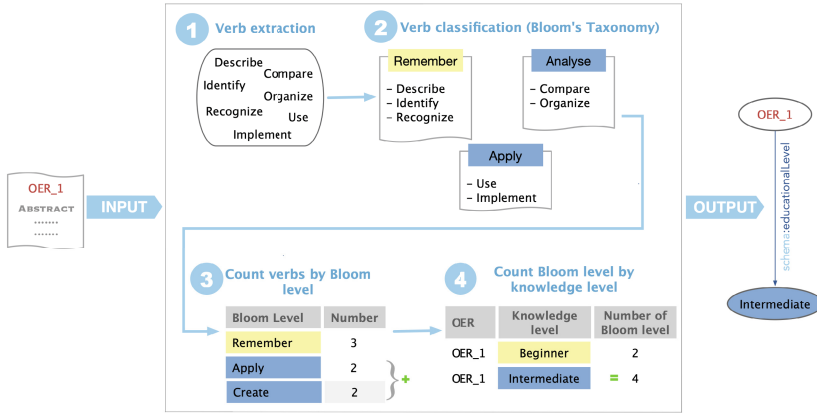 1 Verb extraction
2 Verb classification (Bloom's Taxonomy)
Describe
Compare
Identify
Organize
Recognize
Use
Implement
Remember
- Describe
- Identify
- Recognize
Analyse
- Compare
- Organize
Apply
- Use
- Implement
OER_1
ABSTRACT
.......
.......
INPUT
OUTPUT
OER_1
schema:educationalLevel
Intermediate
3 Count verbs by Bloom
level
Bloom Level Number
Remember 3
Apply 2
Create 2
+
4 Count Bloom level by
knowledge level
OER Knowledge level Number of Bloom level
OER_1 Beginner 2
OER_1 Intermediate = 4